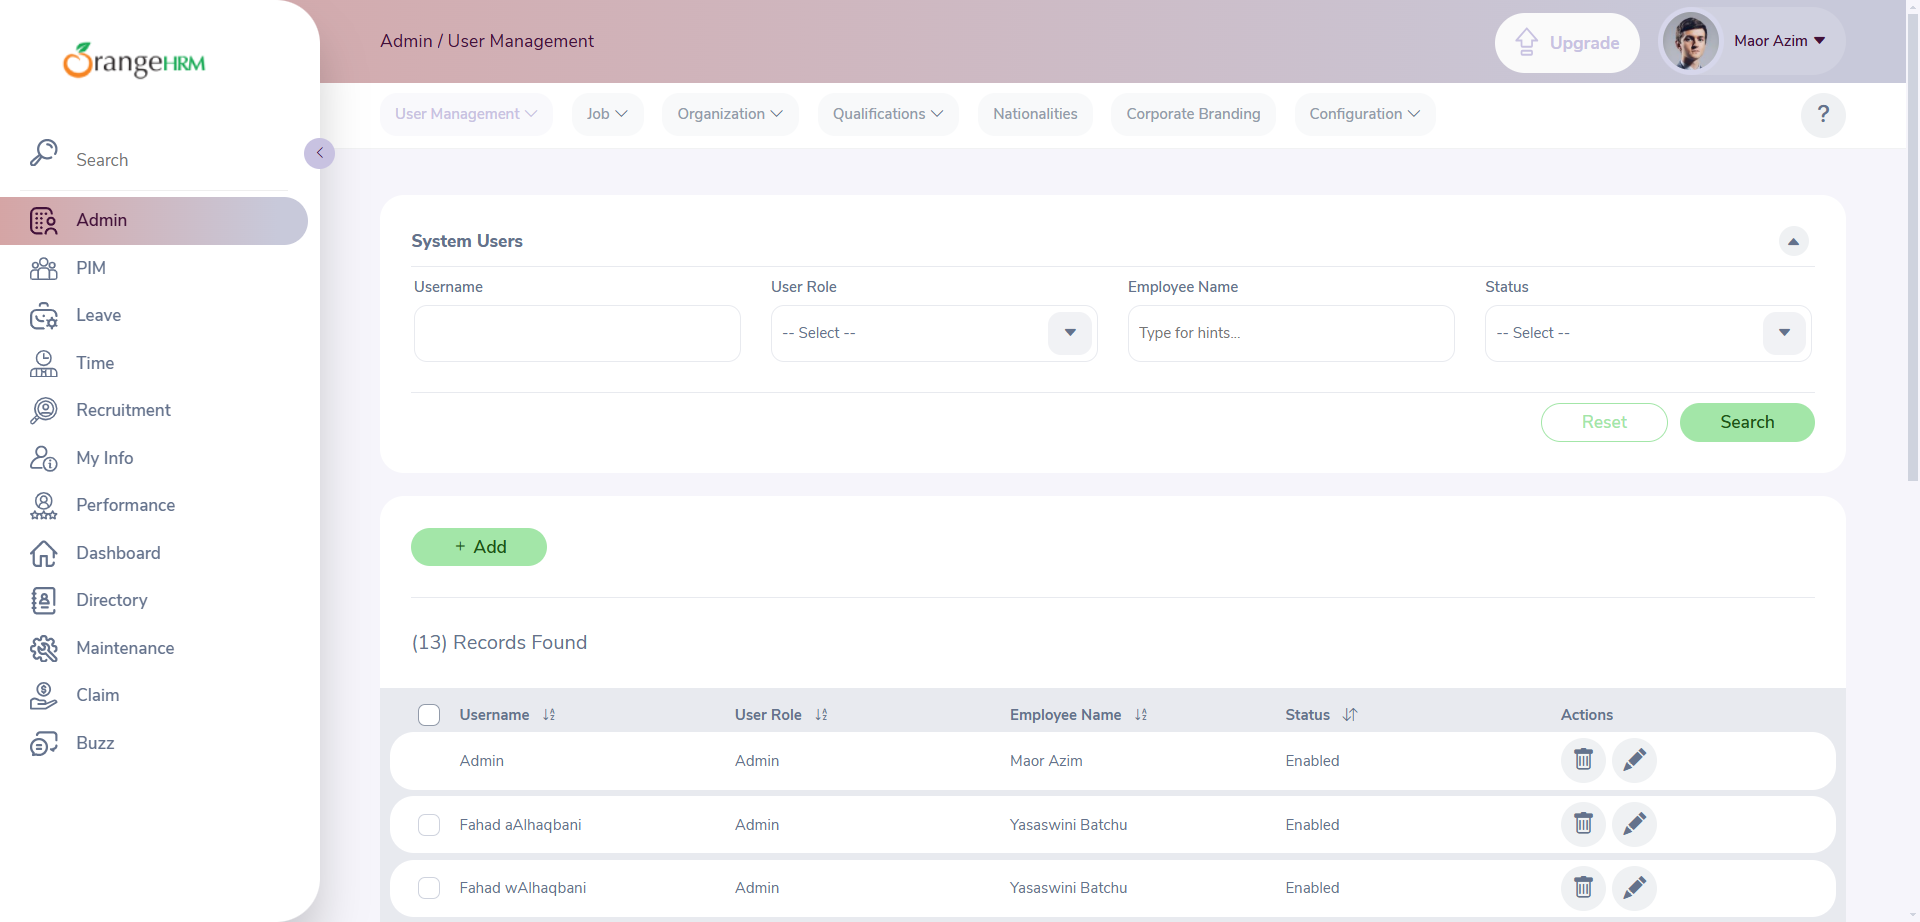 OrangeHRM
Search
Admin
PIM
Leave
Time
Recruitment
My Info
Performance
Dashboard
Directory
Maintenance
Claim
Buzz
Admin / User Management
Upgrade
Maor Azim
User Management
Job
Organization
Qualifications
Nationalities
Corporate Branding
Configuration
?
System Users
Username
User Role
Employee Name
Status
-- Select --
Type for hints...
-- Select --
Reset
Search
+ Add
(13) Records Found
Username User Role Employee Name Status Actions
Admin Admin Maor Azim Enabled
Fahad aAlhaqbani Admin Yasaswini Batchu Enabled
Fahad wAlhaqbani Admin Yasaswini Batchu Enabled